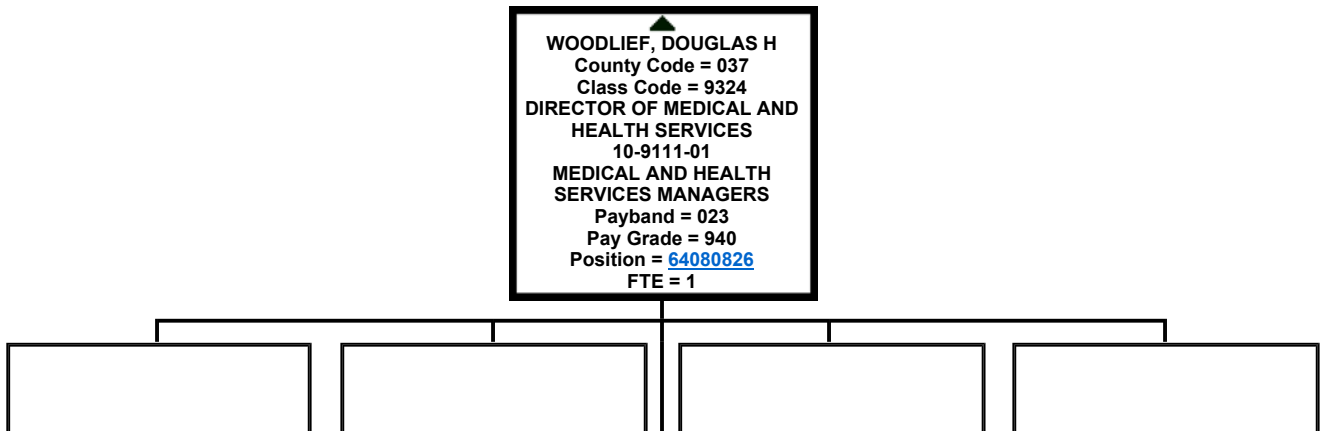 WOODLIEF, DOUGLAS H
County Code = 037
Class Code = 9324
DIRECTOR OF MEDICAL AND
HEALTH SERVICES
10-9111-01
MEDICAL AND HEALTH
SERVICES MANAGERS
Payband = 023
Pay Grade = 940
Position = 64080826
FTE = 1